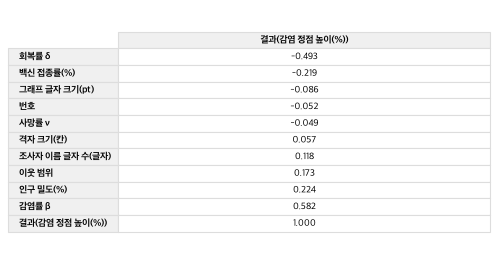 결과(감염 정점 높이(%))
회복률 δ -0.493
백신 접종률(%) -0.219
그래프 글자 크기(pt) -0.086
번호 -0.052
사망률 ν -0.049
격자 크기(칸) 0.057
조사자 이름 글자 수(글자) 0.118
이웃 범위 0.173
인구 밀도(%) 0.224
감염률 β 0.582
결과(감염 정점 높이(%)) 1.000